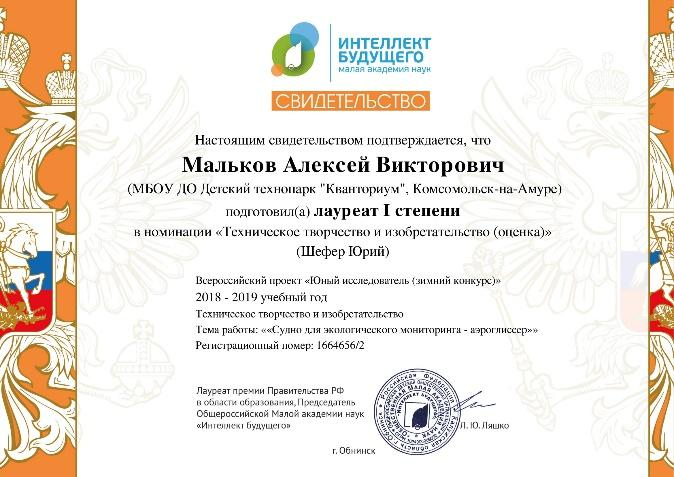 ИНТЕЛЛЕКТ
БУДУЩЕГО
малая академия наук
СВИДЕТЕЛЬСТВО
Настоящим свидетельством подтверждается, что
Мальков Алексей Викторович
(МБОУ ДО Детский технопарк "Кванториум", Комсомольск-на-Амуре)
подготовил(а) лауреат I степени
в номинации «Техническое творчество и изобретательство (оценка)»
(Шефер Юрий)
Всероссийский проект «Юный исследователь (зимний конкурс)»
2018 - 2019 учебный год
Техническое творчество и изобретательство
Тема работы: ««Судно для экологического мониторинга - аэроглиссер»»
Регистрационный номер: 1664656/2
Лауреат премии Правительства РФ
в области образования, Председатель
Общероссийской Малой академии наук
«Интеллект будущего»
Л. Ю. Ляшко
г. Обнинск